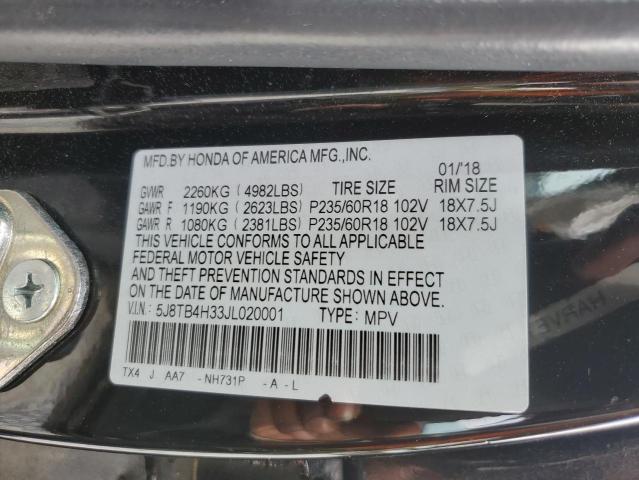 MFD.BY HONDA OF AMERICA MFG.,INC.
01/'18
GVWR 2260KG ( 4982LBS) TIRE SIZE RIM SIZE
GAWR F 1190KG ( 2623LBS) P235/60R18 102V 18X7.5J
GAWR R 1080KG ( 2381LBS) P235/60R18 102V 18X7.5J
THIS VEHICLE CONFORMS TO ALL APPLICABLE
FEDERAL MOTOR VEHICLE SAFETY
AND THEFT PREVENTION STANDARDS IN EFFECT
ON THE DATE OF MANUFACTURE SHOWN ABOVE.
V.I.N: 5J8TB4H33JL020001 TYPE: MPV
TX4 J AA7 - NH731P - A - L
HARVE